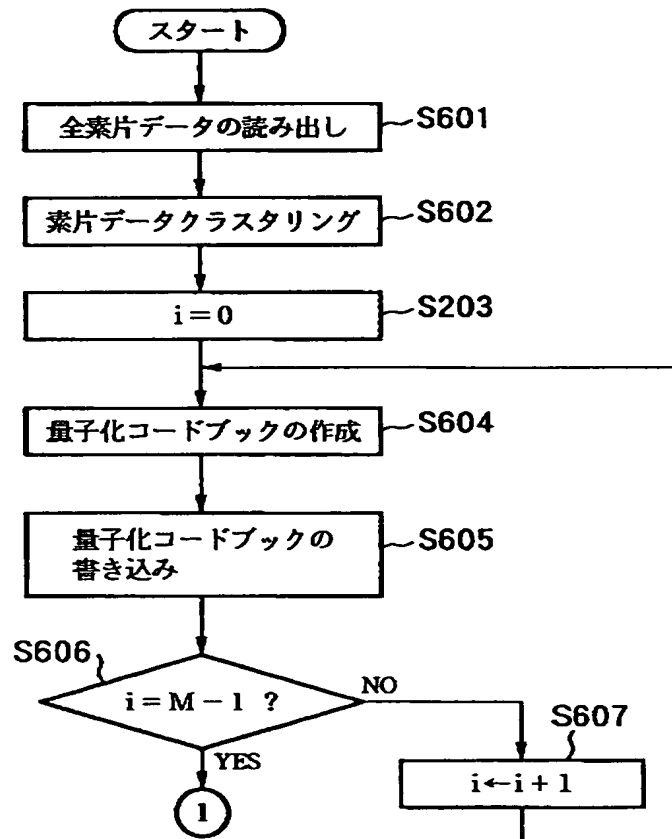 スタート
全素片データの読み出し
S601
素片データクラスタリング
S602
i=0
S203
量子化コードブックの作成
S604
量子化コードブックの
書き込み
S605
S606
i=M-1 ?
NO
YES
S607
i←i+1
1